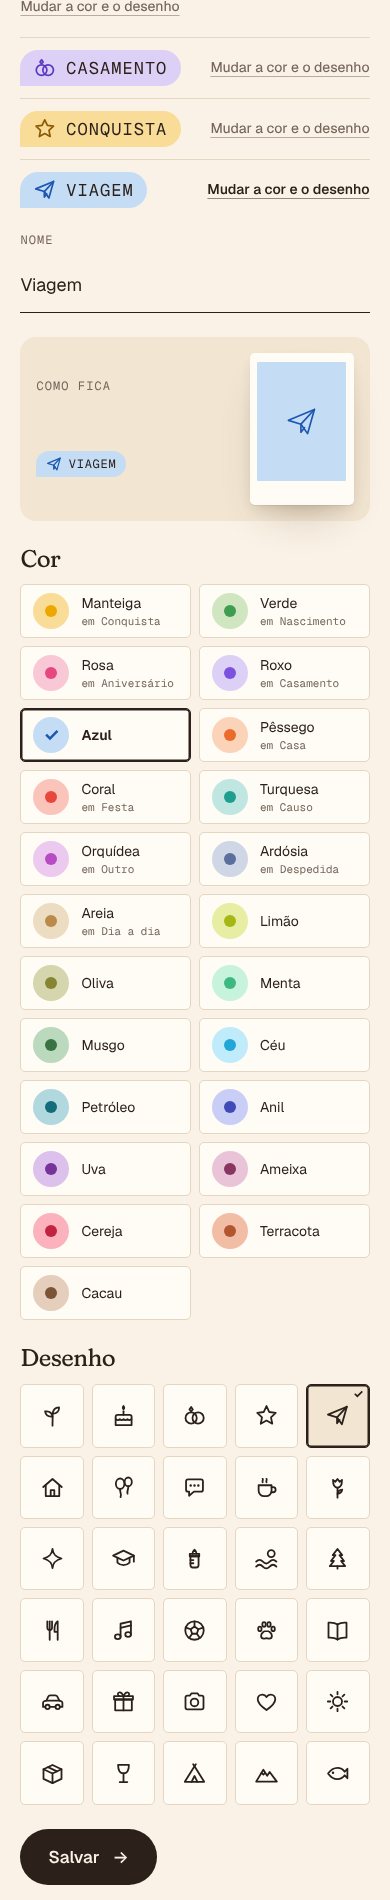 Mudar a cor e o desenho
CASAMENTO Mudar a cor e o desenho
CONQUISTA Mudar a cor e o desenho
VIAGEM Mudar a cor e o desenho
NOME
Viagem
COMO FICA
VIAGEM
Cor
Manteiga
em Conquista
Verde
em Nascimento
Rosa
em Aniversário
Roxo
em Casamento
Azul
Pêssego
em Casa
Coral
em Festa
Turquesa
em Causo
Orquídea
em Outro
Ardósia
em Despedida
Areia
em Dia a dia
Limão
Oliva
Menta
Musgo
Céu
Petróleo
Anil
Uva
Ameixa
Cereja
Terracota
Cacau
Desenho
Salvar →